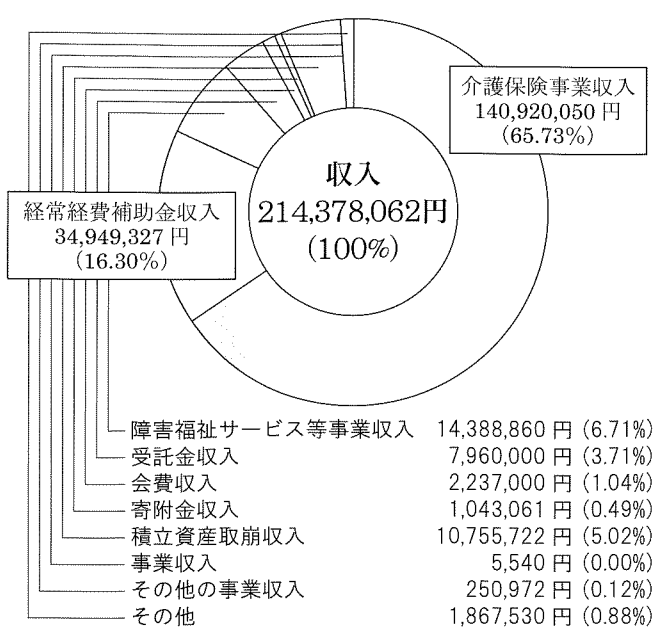 介護保険事業収入
140,920,050 円
(65.73%)
収入
214,378,062円
(100%)
経常経費補助金収入
34,949,327 円
(16.30%)
障害福祉サービス等事業収入 14,388,860 円 (6.71%)
受託金収入 7,960,000 円 (3.71%)
会費収入 2,237,000 円 (1.04%)
寄附金収入 1,043,061 円 (0.49%)
積立資産取崩収入 10,755,722 円 (5.02%)
事業収入 5,540 円 (0.00%)
その他の事業収入 250,972 円 (0.12%)
その他 1,867,530 円 (0.88%)